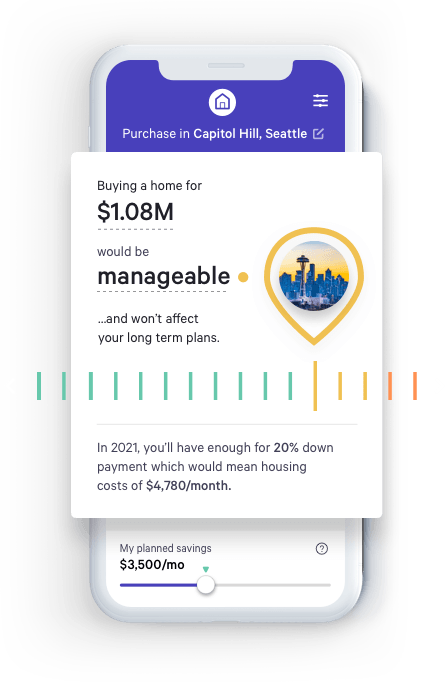 Purchase in Capitol Hill, Seattle
Buying a home for
$1.08M
would be
manageable
...and won't affect
your long term plans.
In 2021, you'll have enough for 20% down
payment which would mean housing
costs of $4,780/month.
My planned savings
$3,500/mo